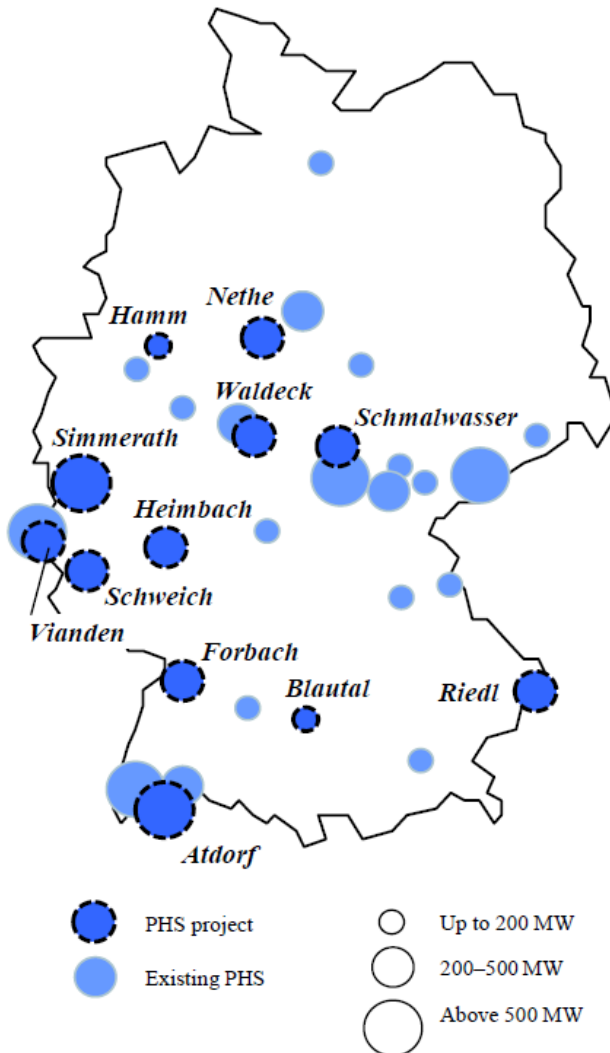 Nethe
Hamm
Waldeck
Schmalwasser
Simmerath
Heimbach
Schweich
Vianden
Forbach
Blautal
Riedl
Atdorf
PHS project
Existing PHS
Up to 200 MW
200–500 MW
Above 500 MW